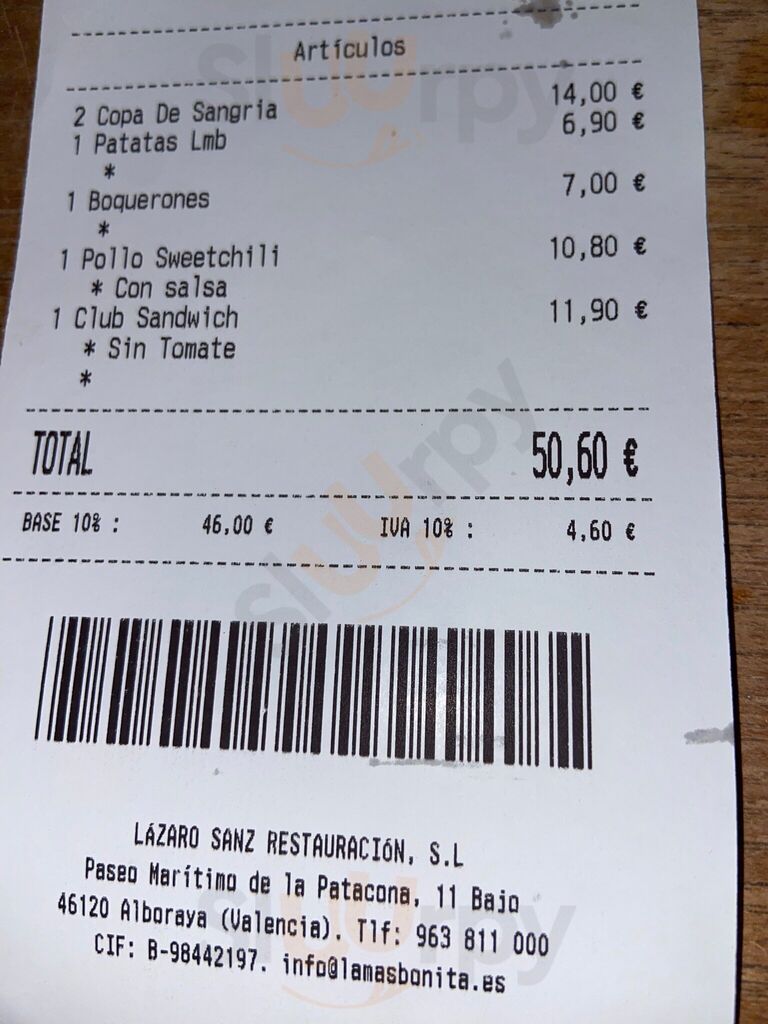 Artículos
2 Copa De Sangria 14,00 €
1 Patatas Lmb 6,90 €
*
1 Boquerones 7,00 €
*
1 Pollo Sweetchili 10,80 €
* Con salsa
1 Club Sandwich 11,90 €
* Sin Tomate
*
TOTAL 50,60 €
BASE 10% : 46,00 € IVA 10% : 4,60 €
LÁZARO SANZ RESTAURACIÓN, S.L
Paseo Marítimo de la Patacona, 11 Bajo
46120 Alboraya (Valencia). Tlf: 963 811 000
CIF: B-98442197. info@lamasbonita.es
Sluurpy
Sluurpy
Sluurpy